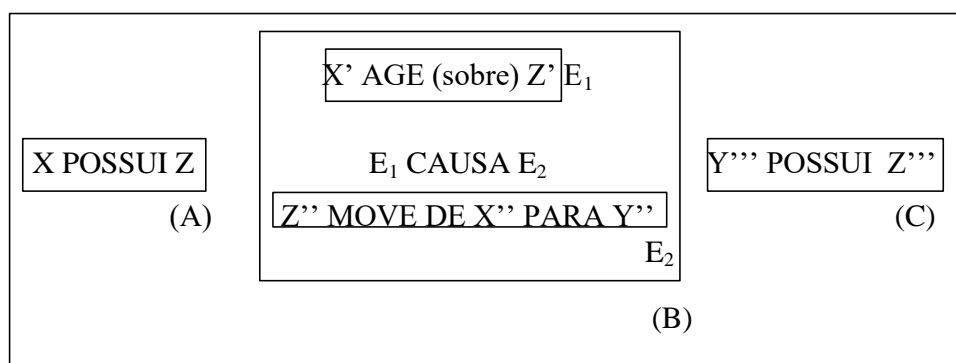 X’ AGE (sobre) Z’ E₁
X POSSUI Z
E₁ CAUSA E₂
Y’’’ POSSUI Z’’’
(A)
Z’’ MOVE DE X’’ PARA Y’’
(C)
E₂
(B)